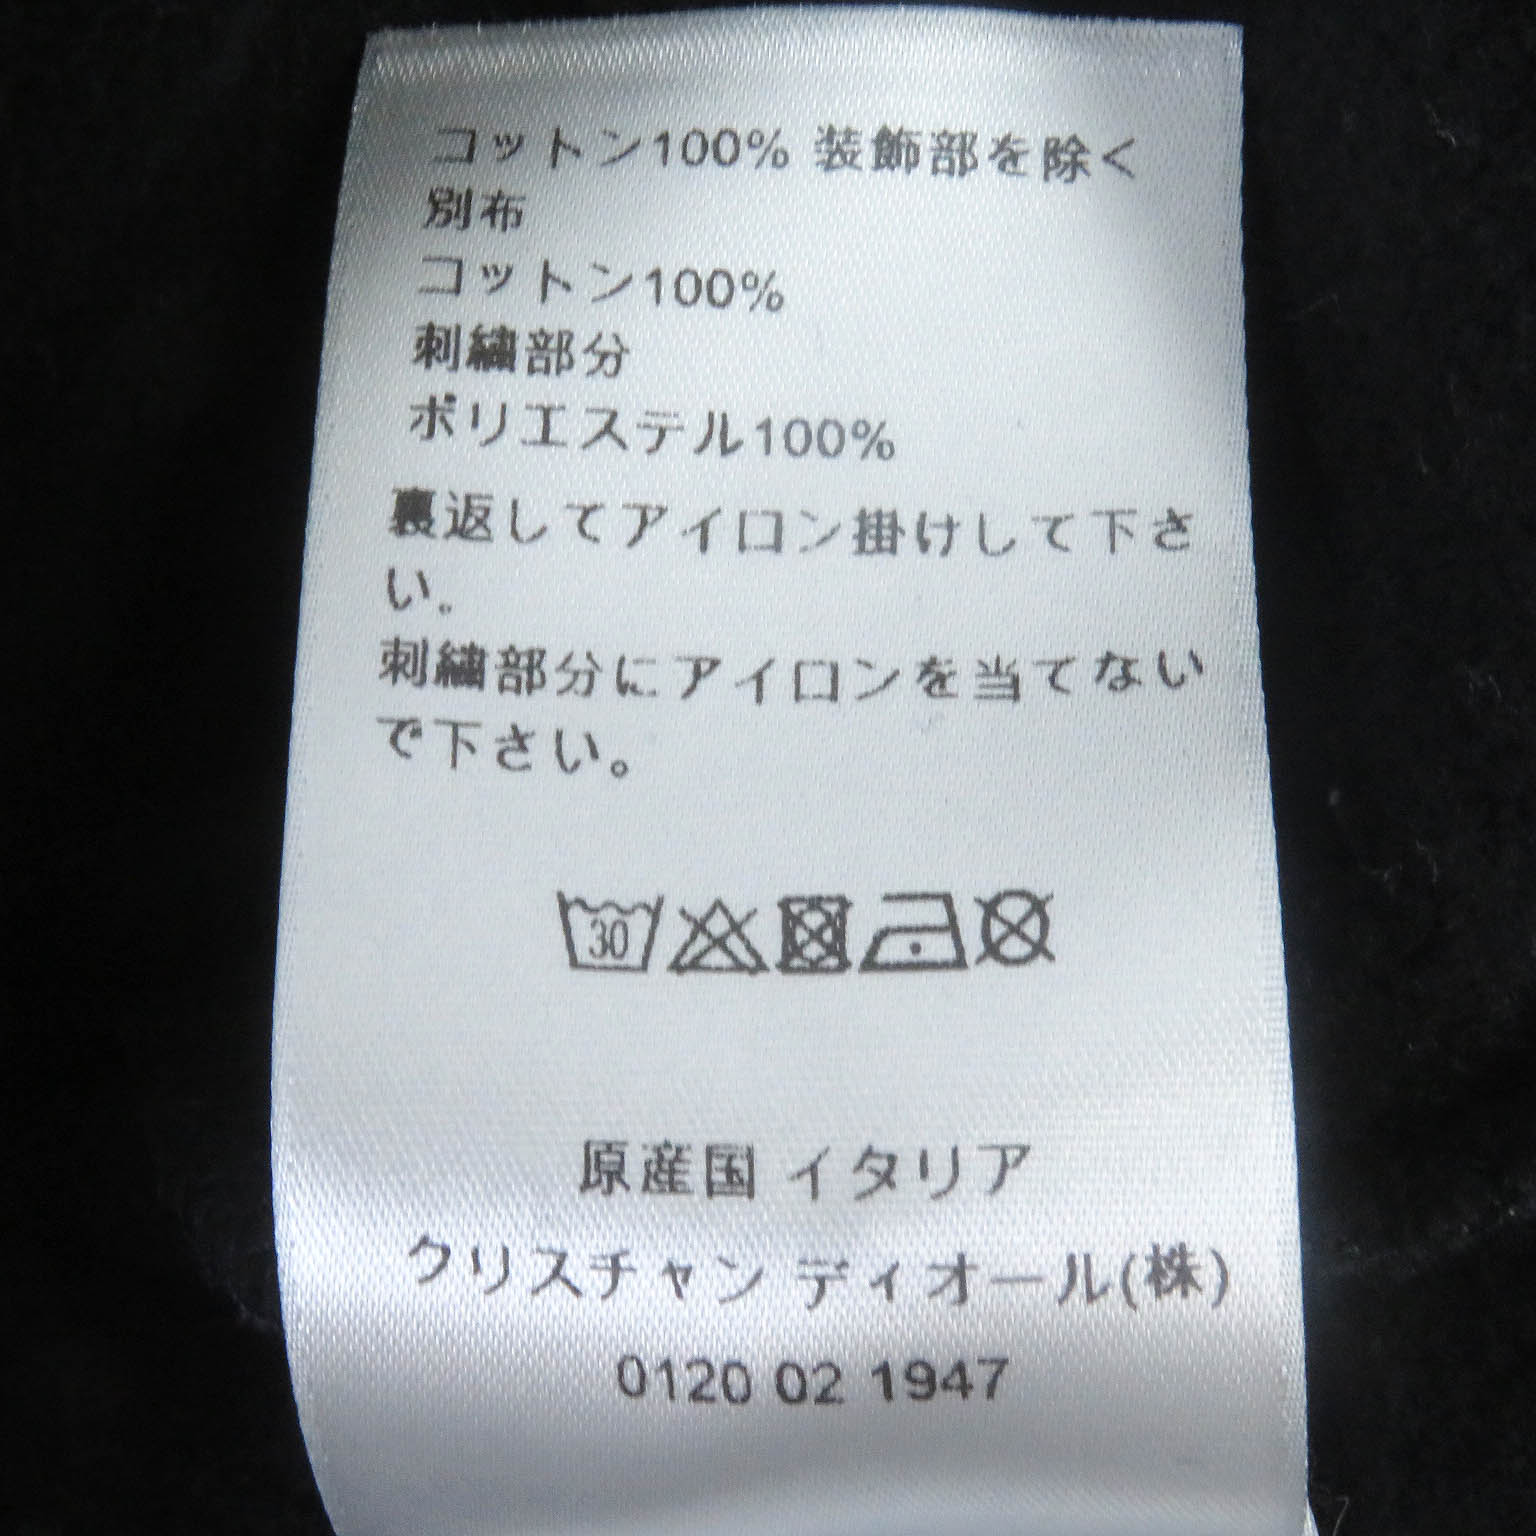 コットン100% 装飾部を除く
別布
コットン100%
刺繍部分
ポリエステル100%
裏返してアイロン掛けして下さ
い。
刺繍部分にアイロンを当てない
で下さい。
30
原産国 イタリア
クリスチャン ディオール(株)
0120 02 1947